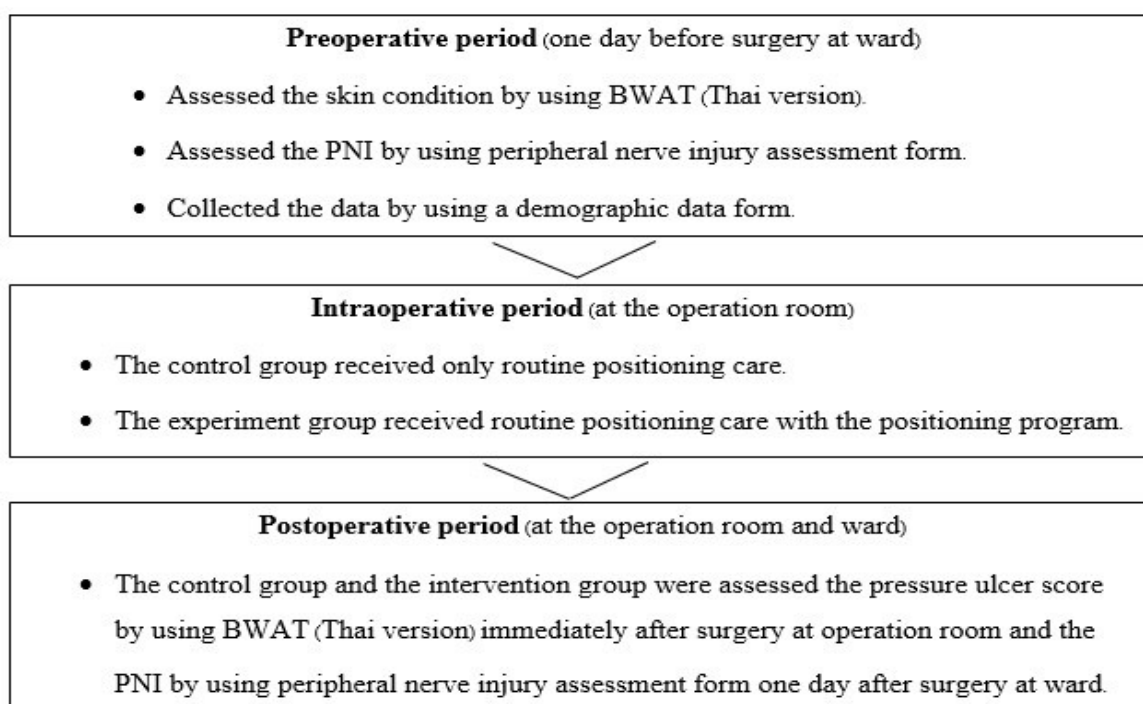 Preoperative period (one day before surgery at ward)
• Assessed the skin condition by using BWAT (Thai version).
• Assessed the PNI by using peripheral nerve injury assessment form.
• Collected the data by using a demographic data form.
Intraoperative period (at the operation room)
• The control group received only routine positioning care.
• The experiment group received routine positioning care with the positioning program.
Postoperative period (at the operation room and ward)
• The control group and the intervention group were assessed the pressure ulcer score
by using BWAT (Thai version) immediately after surgery at operation room and the
PNI by using peripheral nerve injury assessment form one day after surgery at ward.